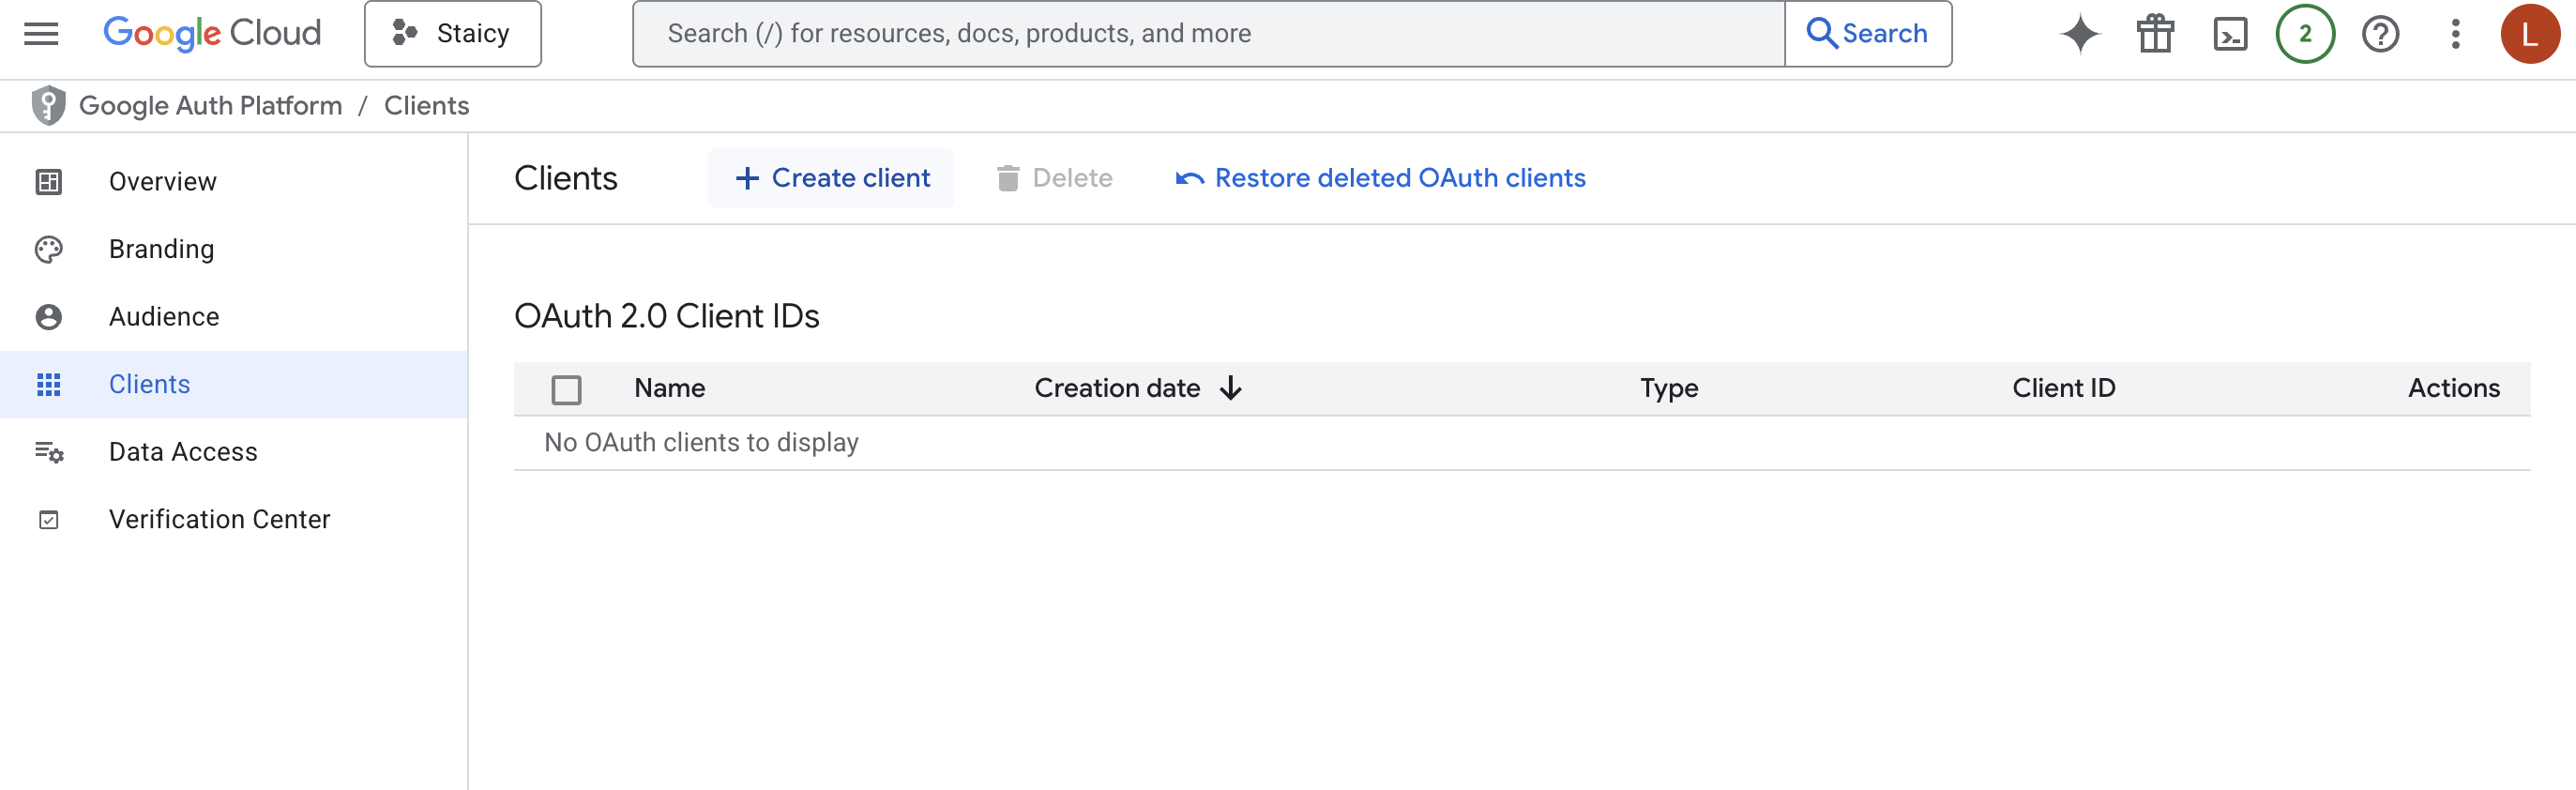 Google Cloud
Staicy
Search (/) for resources, docs, products, and more
Search
2
L
Google Auth Platform / Clients
Overview
Branding
Audience
Clients
Data Access
Verification Center
Clients
Create client
Delete
Restore deleted OAuth clients
OAuth 2.0 Client IDs
Name Creation date Type Client ID Actions
No OAuth clients to display